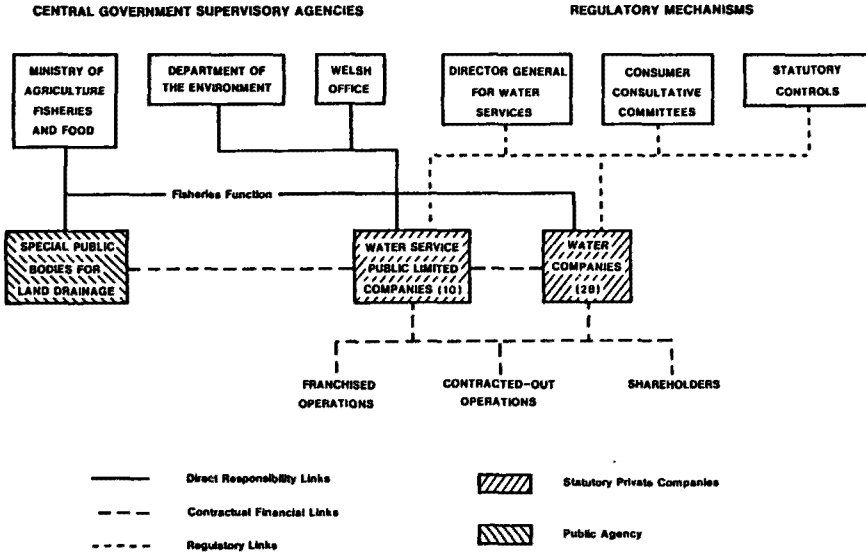 CENTRAL GOVERNMENT SUPERVISORY AGENCIES
REGULATORY MECHANISMS
MINISTRY OF
AGRICULTURE
FISHERIES
AND FOOD
DEPARTMENT OF
THE ENVIRONMENT
WELSH
OFFICE
DIRECTOR GENERAL
FOR WATER
SERVICES
CONSUMER
CONSULTATIVE
COMMITTEES
STATUTORY
CONTROLS
Fisheries Function
SPECIAL PUBLIC
BODIES FOR
LAND DRAINAGE
WATER SERVICE
PUBLIC LIMITED
COMPANIES (10)
WATER
COMPANIES
(28)
FRANCHISED
OPERATIONS
CONTRACTED-OUT
OPERATIONS
SHAREHOLDERS
Direct Responsibility Links
Contractual Financial Links
Regulatory Links
Statutory Private Companies
Public Agency